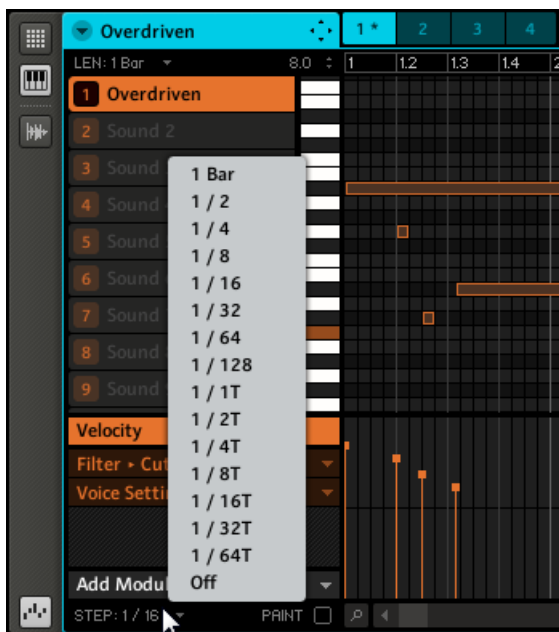 Overdriven
1 * 2 3 4
LEN: 1 Bar 8.0 1 1.2 1.3 1.4 2
1 Overdriven
2 Sound 2
3 Sound
4 Sound
5 Sound
6 Sound
7 Sound
8 Sound
9 Sound
1 Bar
1 / 2
1 / 4
1 / 8
1 / 16
1 / 32
1 / 64
1 / 128
1 / 1T
1 / 2T
1 / 4T
1 / 8T
1 / 16T
1 / 32T
1 / 64T
Off
Velocity
Filter ▸ Cut
Voice Setti
Add Modul
STEP: 1 / 16 PAINT